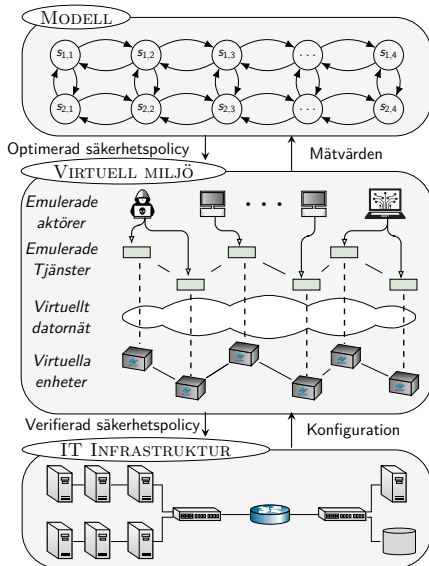 MODELL
s1,1 s1,2 s1,3 ... s1,4
s2,1 s2,2 s2,3 ... s2,4
Optimerad säkerhetspolicy
Mätvärden
VIRTUELL MILJÖ
Emulerade
aktörer
Emulerade
Tjänster
Virtuellt
datornät
Virtuella
enheter
Verifierad säkerhetspolicy
Konfiguration
IT INFRASTRUKTUR